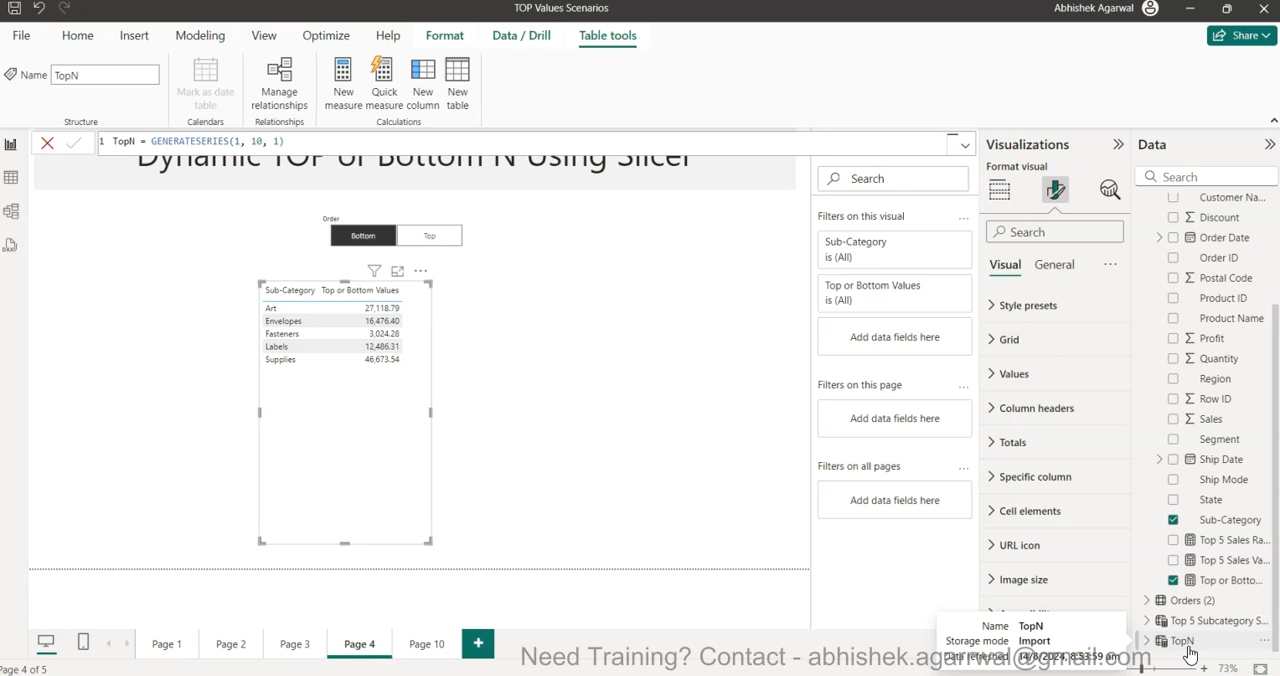 TOP Values Scenarios
Abhishek Agarwal
File Home Insert Modeling View Optimize Help Format Data / Drill Table tools Share
Name TopN
Mark as date table
Manage relationships
New measure
Quick measure
New column
New table
Structure Calendars Relationships Calculations
1 TopN = GENERATESERIES(1, 10, 1)
Dynamic TOP or Bottom N Using Slicer
Order
Bottom Top
Sub-Category Top or Bottom Values
Art 27,118.79
Envelopes 16,476.40
Fasteners 3,024.28
Labels 12,486.31
Supplies 46,673.54
Search
Filters on this visual ...
Sub-Category
is (All)
Top or Bottom Values
is (All)
Add data fields here
Filters on this page ...
Add data fields here
Filters on all pages ...
Add data fields here
Visualizations
Format visual
Search
Visual General ...
Style presets
Grid
Values
Column headers
Totals
Specific column
Cell elements
URL icon
Image size
Data
Search
Customer Na...
Discount
Order Date
Order ID
Postal Code
Product ID
Product Name
Profit
Quantity
Region
Row ID
Sales
Segment
Ship Date
Ship Mode
State
Sub-Category
Top 5 Sales Ra...
Top 5 Sales Va...
Top or Botto...
Orders (2)
Top 5 Subcategory S...
TopN ...
Name TopN
Storage mode Import
Data refreshed 14/8/2024, 8:53:59 am
Page 1 Page 2 Page 3 Page 4 Page 10 +
Need Training? Contact - abhishek.agarrwal@gmail.com
Page 4 of 5
73%